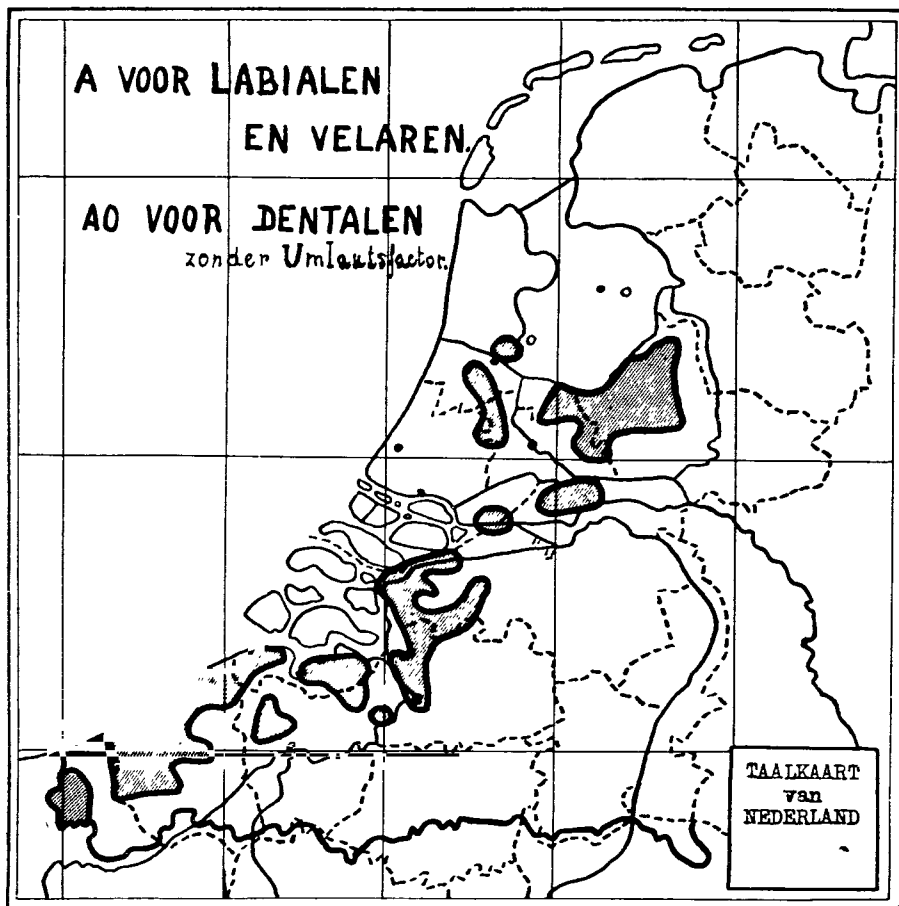 A VOOR LABIALEN
EN VELAREN.
AO VOOR DENTALEN
zonder Umlautsfactor.
TAALKAART
van
NEDERLAND